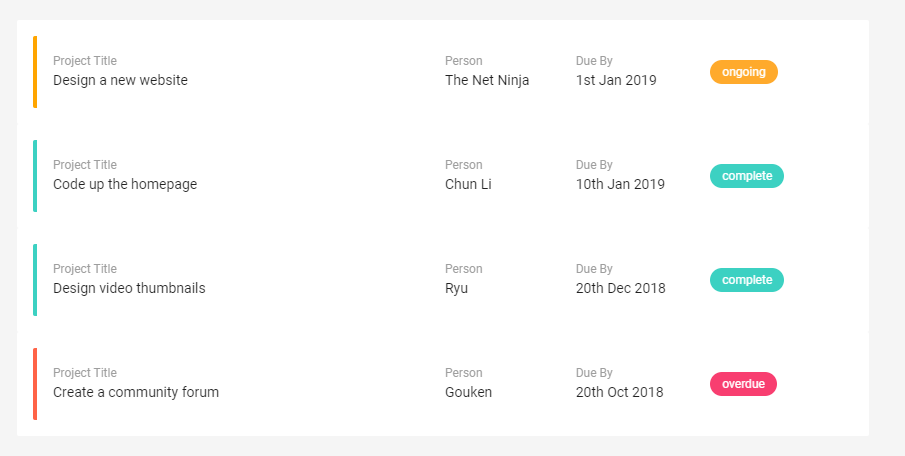 Project Title Person Due By
Design a new website The Net Ninja 1st Jan 2019 ongoing
Project Title Person Due By
Code up the homepage Chun Li 10th Jan 2019 complete
Project Title Person Due By
Design video thumbnails Ryu 20th Dec 2018 complete
Project Title Person Due By
Create a community forum Gouken 20th Oct 2018 overdue